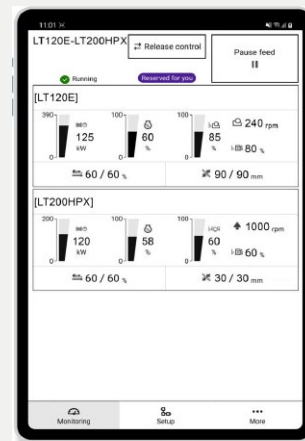 11:01
LT120E-LT200HPX
Release control
Pause feed
Running
Reserved for you
[LT120E]
390
125
kW
0
100
60
%
0
100
85
%
0
240 rpm
80 %
60 / 60 %
90 / 90 mm
[LT200HPX]
200
120
kW
0
100
58
%
0
100
60
%
0
1000 rpm
60 %
60 / 60 %
30 / 30 mm
Monitoring
Setup
More